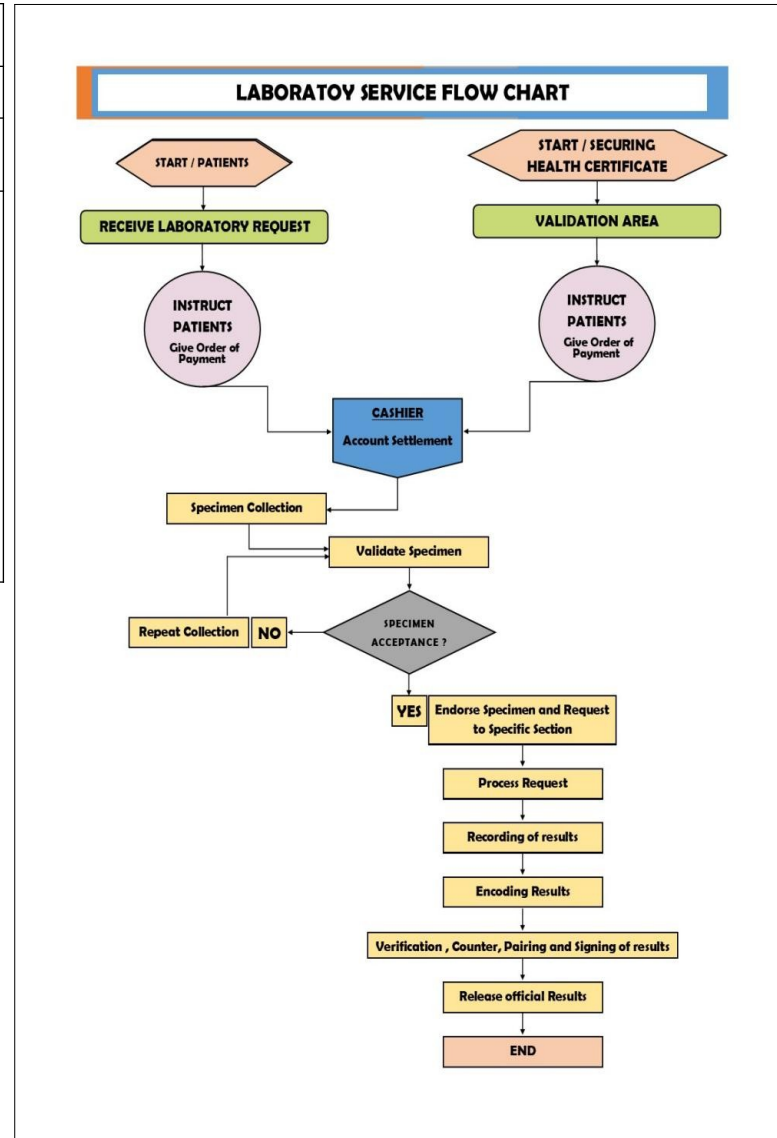 LABORATOY SERVICE FLOW CHART
START / PATIENTS
RECEIVE LABORATORY REQUEST
INSTRUCT
PATIENTS
Give Order of
Payment
START / SECURING
HEALTH CERTIFICATE
VALIDATION AREA
INSTRUCT
PATIENTS
Give Order of
Payment
CASHIER
Account Settlement
Specimen Collection
Validate Specimen
SPECIMEN
ACCEPTANCE ?
Repeat Collection
NO
YES
Endorse Specimen and Request
to Specific Section
Process Request
Recording of results
Encoding Results
Verification , Counter, Pairing and Signing of results
Release official Results
END